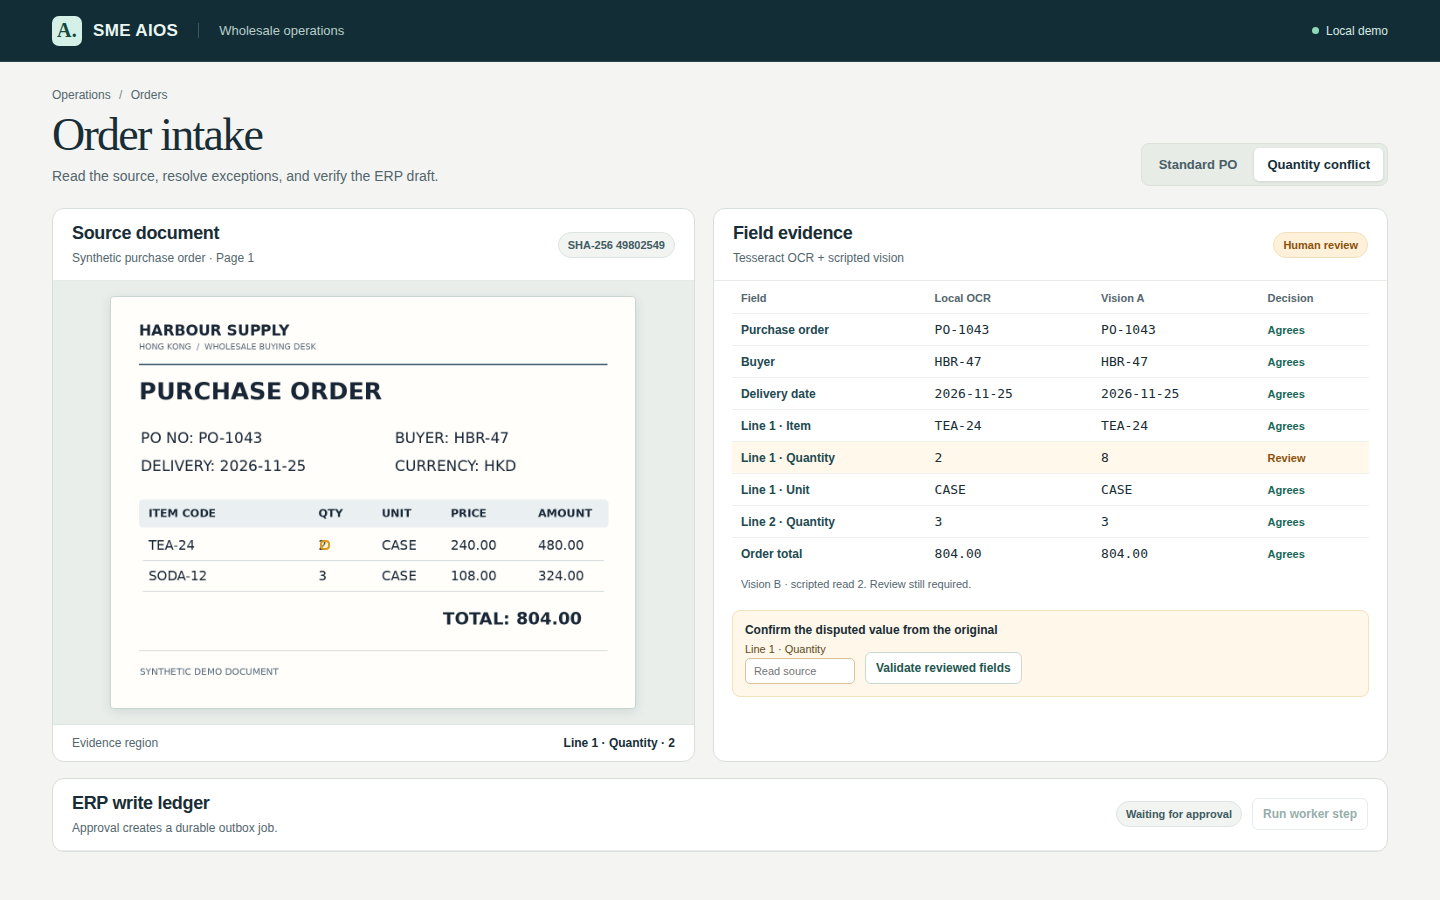 A. SME AIOS Wholesale operations Local demo
Operations / Orders
Order intake
Read the source, resolve exceptions, and verify the ERP draft.
Standard PO Quantity conflict
Source document
Synthetic purchase order · Page 1
SHA-256 49802549
HARBOUR SUPPLY
HONG KONG / WHOLESALE BUYING DESK
PURCHASE ORDER
PO NO: PO-1043 BUYER: HBR-47
DELIVERY: 2026-11-25 CURRENCY: HKD
ITEM CODE QTY UNIT PRICE AMOUNT
TEA-24 2 CASE 240.00 480.00
SODA-12 3 CASE 108.00 324.00
TOTAL: 804.00
SYNTHETIC DEMO DOCUMENT
Evidence region Line 1 · Quantity · 2
Field evidence
Tesseract OCR + scripted vision
Human review
Field Local OCR Vision A Decision
Purchase order PO-1043 PO-1043 Agrees
Buyer HBR-47 HBR-47 Agrees
Delivery date 2026-11-25 2026-11-25 Agrees
Line 1 · Item TEA-24 TEA-24 Agrees
Line 1 · Quantity 2 8 Review
Line 1 · Unit CASE CASE Agrees
Line 2 · Quantity 3 3 Agrees
Order total 804.00 804.00 Agrees
Vision B · scripted read 2. Review still required.
Confirm the disputed value from the original
Line 1 · Quantity
Read source Validate reviewed fields
ERP write ledger
Approval creates a durable outbox job.
Waiting for approval Run worker step